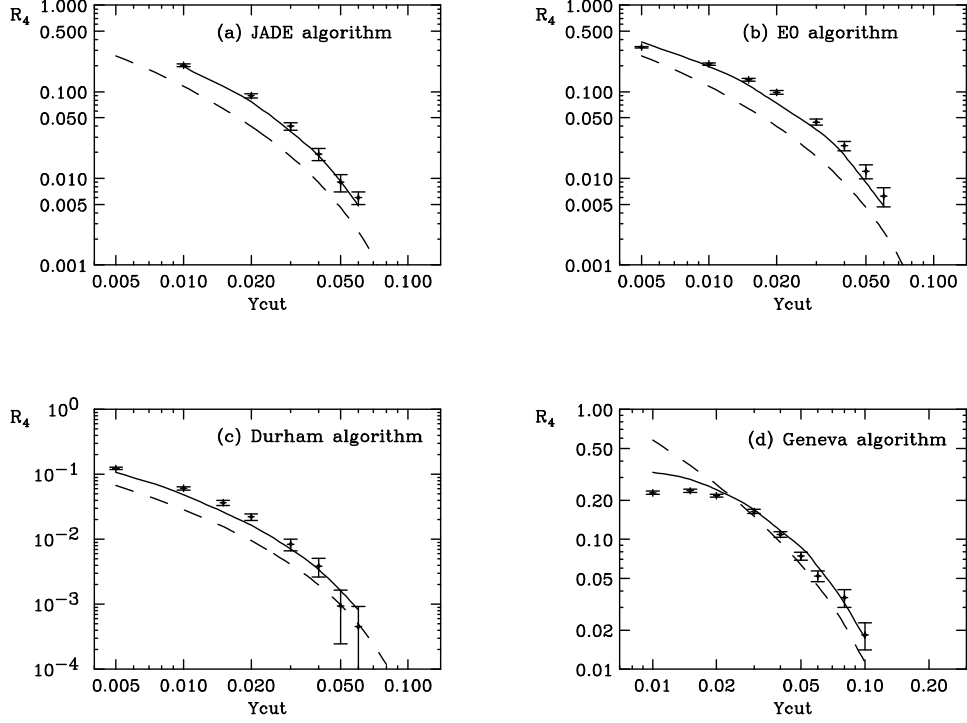 R4
(a) JADE algorithm
1.000
0.500
0.100
0.050
0.010
0.005
0.001
0.005 0.010 0.020 0.050 0.100
Ycut
R4
(b) E0 algorithm
1.000
0.500
0.100
0.050
0.010
0.005
0.001
0.005 0.010 0.020 0.050 0.100
Ycut
R4
(c) Durham algorithm
10^0
10^-1
10^-2
10^-3
10^-4
0.005 0.010 0.020 0.050 0.100
Ycut
R4
(d) Geneva algorithm
1.00
0.50
0.20
0.10
0.05
0.02
0.01
0.01 0.02 0.05 0.10 0.20
Ycut